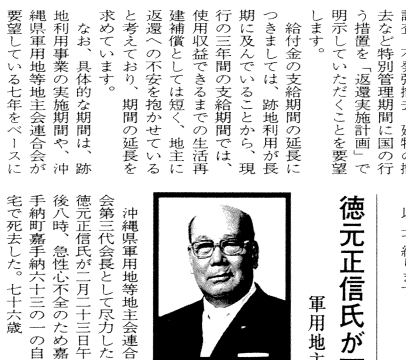 去など特別管理期間に国の行
う措置を「返還実施計画」で
明示していただくことを要望
します。
給付金の支給期間の延長に
つきましては、跡地利用が長
期に及んでいることから、現
行の三年間の支給期間では、
使用収益できるまでの生活再
建補償としては短く、地主に
返還への不安を抱かせている
と考えており、期間の延長を
求めています。
なお、具体的な期間は、跡
地利用事業の実施期間や、沖
縄県軍用地等地主会連合会が
要望している七年をベースに
徳元正信氏が
軍用地主
沖縄県軍用地等地主会連合
会第三代会長として尽力した
徳元正信氏が二月二十三日午
後八時、急性心不全のため嘉
手納町嘉手納六十三の一の自
宅で死去した。七十六歳